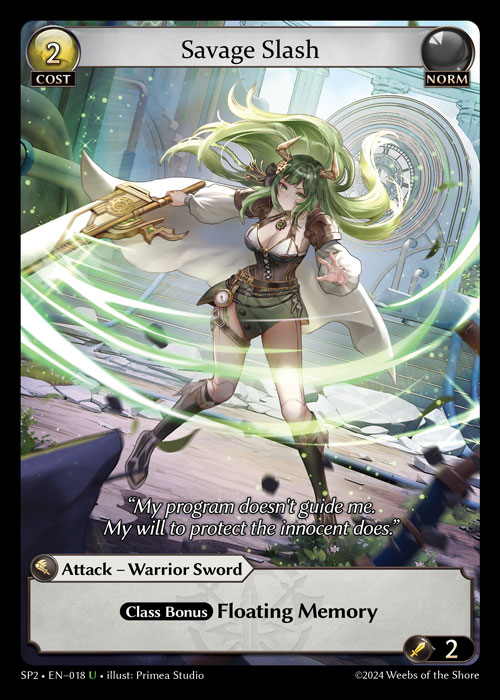 2
Savage Slash
COST
NORM
“My program doesn't guide me.
My will to protect the innocent does.”
Attack – Warrior Sword
Class Bonus Floating Memory
2
SP2 • EN–018 U • illust: Primea Studio
©2024 Weebs of the Shore